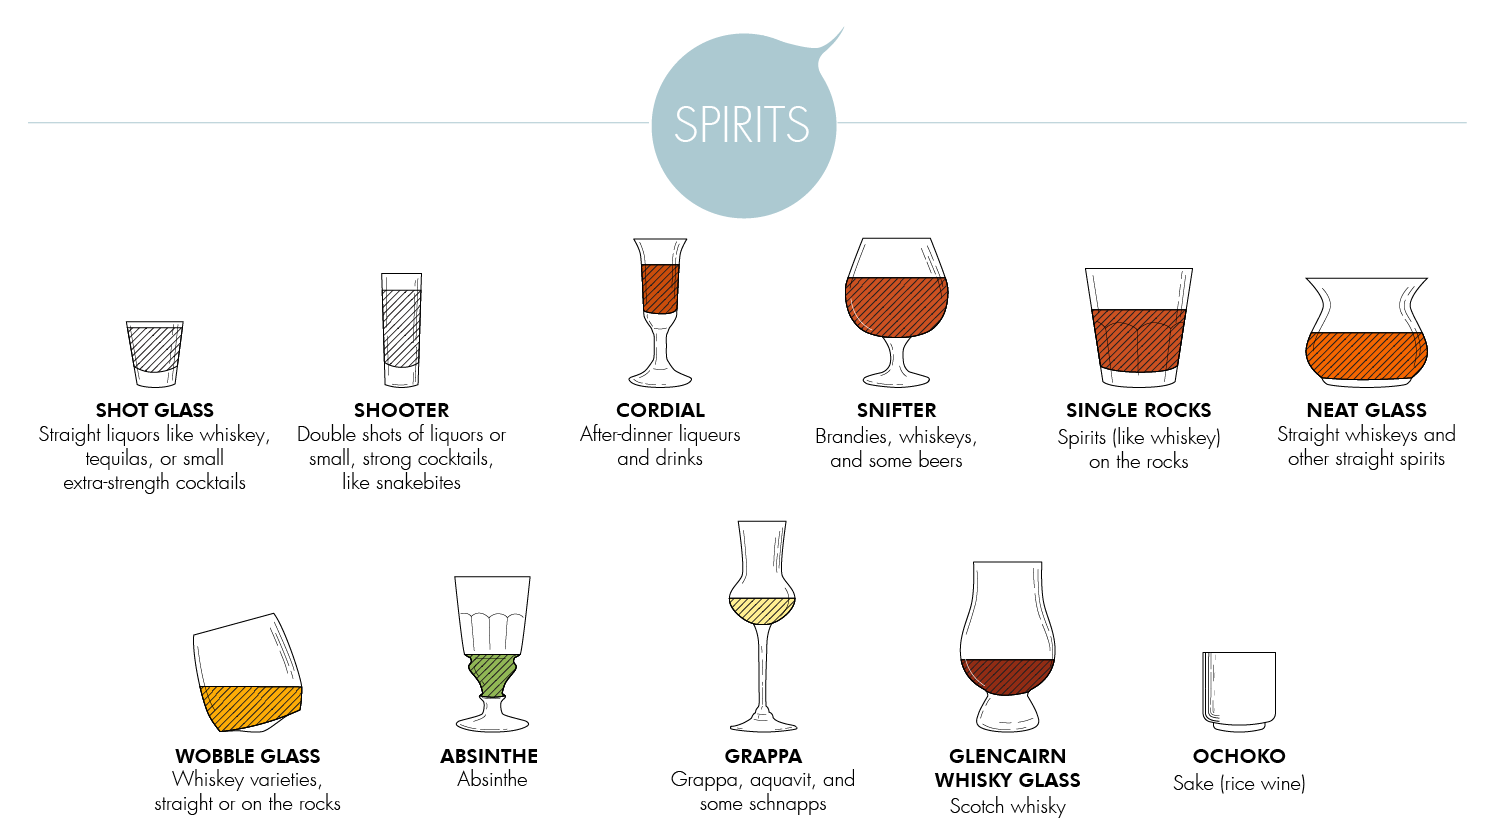 SPIRITS
SHOT GLASS
Straight liquors like whiskey,
tequilas, or small
extra-strength cocktails
SHOOTER
Double shots of liquors or
small, strong cocktails,
like snakebites
CORDIAL
After-dinner liqueurs
and drinks
SNIFTER
Brandies, whiskeys,
and some beers
SINGLE ROCKS
Spirits (like whiskey)
on the rocks
NEAT GLASS
Straight whiskeys and
other straight spirits
WOBBLE GLASS
Whiskey varieties,
straight or on the rocks
ABSINTHE
Absinthe
GRAPPA
Grappa, aquavit, and
some schnapps
GLENCAIRN
WHISKY GLASS
Scotch whisky
OCHOKO
Sake (rice wine)